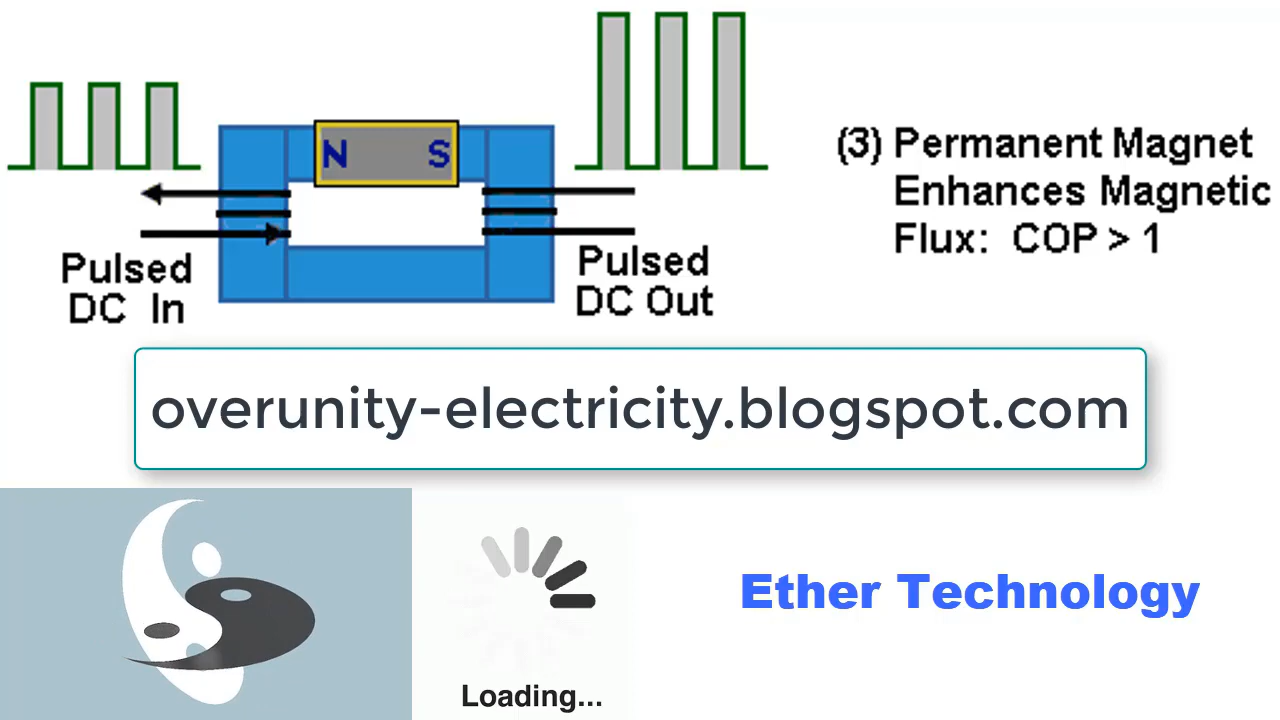 N S
(3) Permanent Magnet
Enhances Magnetic
Flux: COP > 1
Pulsed
DC In
Pulsed
DC Out
overunity-electricity.blogspot.com
Loading...
Ether Technology